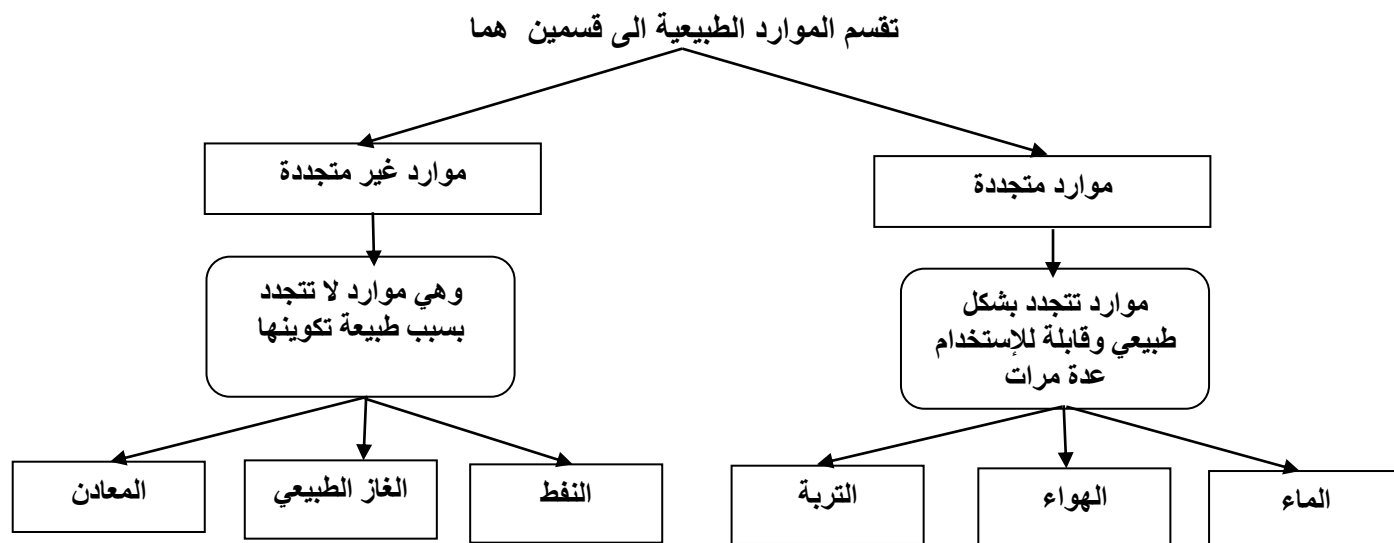 تقسم الموارد الطبيعية الى قسمين هما
موارد متجددة
موارد غير متجددة
موارد تتجدد بشكل
طبيعي وقابلة للإستخدام
عدة مرات
وهي موارد لا تتجدد
بسبب طبيعة تكوينها
الماء
الهواء
التربة
النفط
الغاز الطبيعي
المعادن